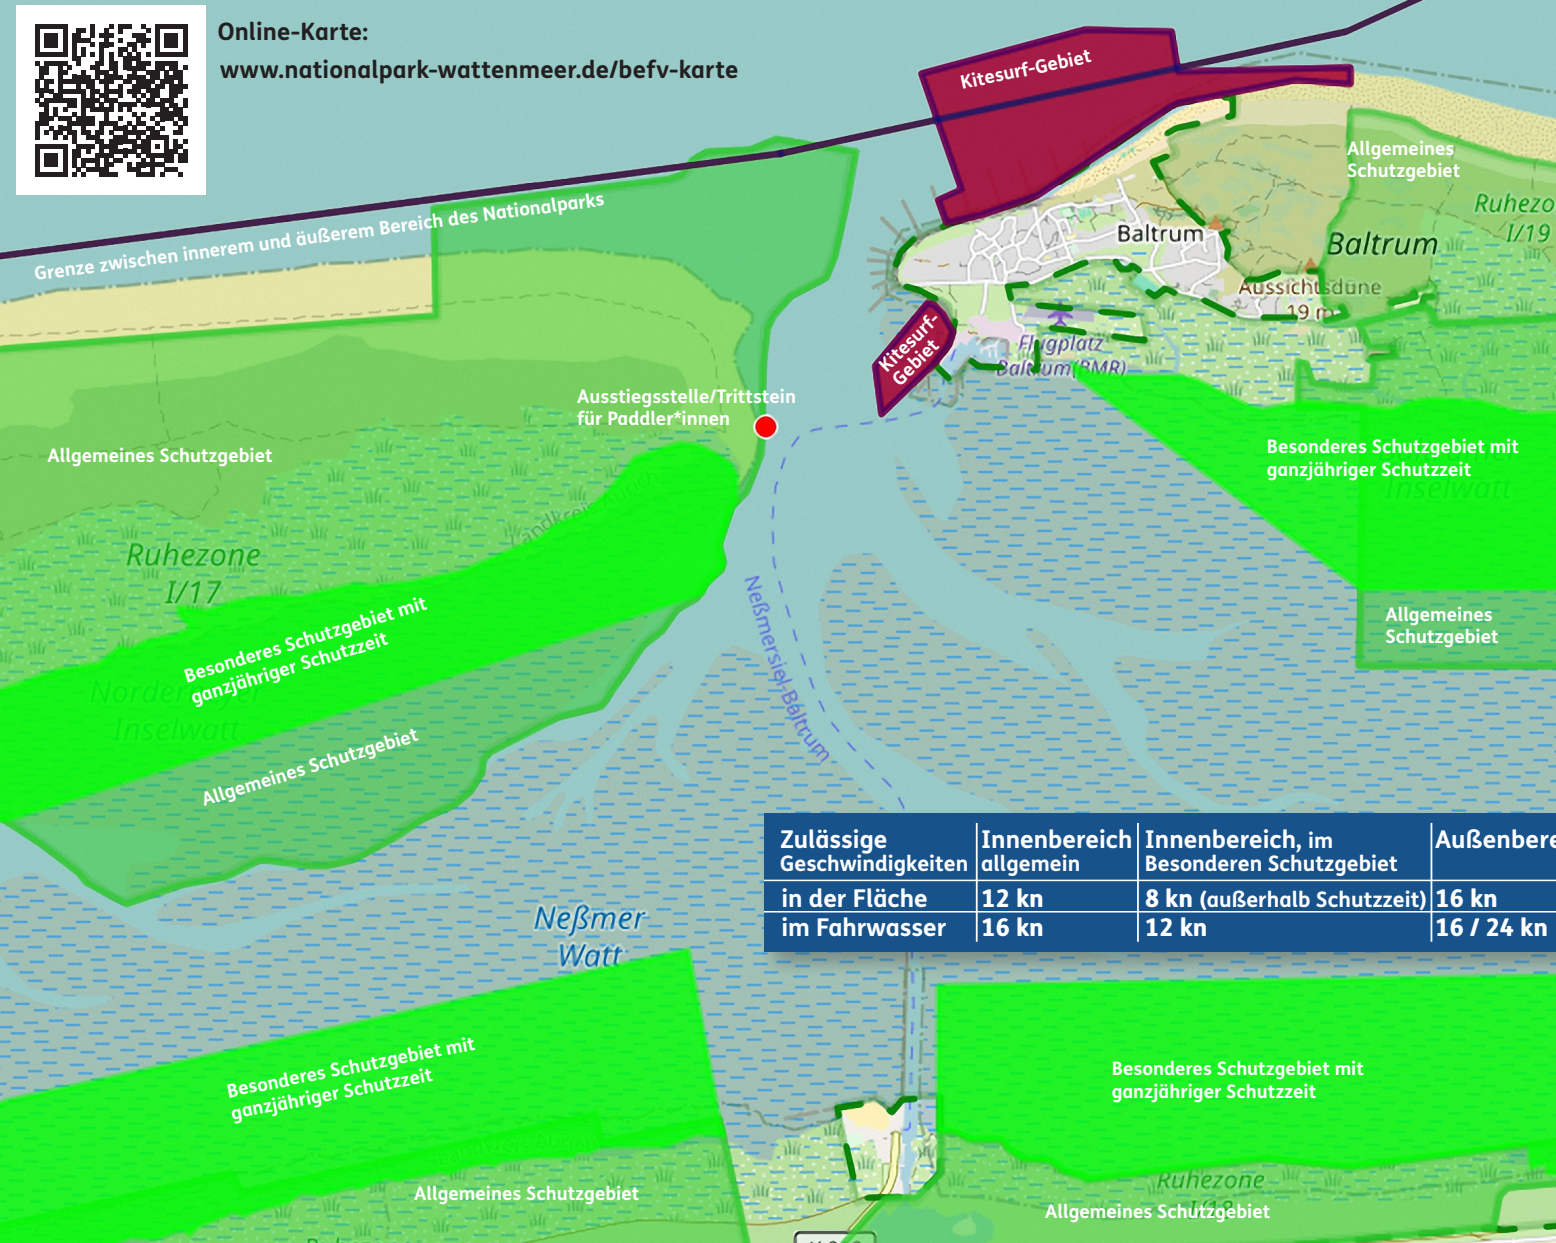 Online-Karte:
www.nationalpark-wattenmeer.de/befv-karte
Kitesurf-Gebiet
Grenze zwischen innerem und äußerem Bereich des Nationalparks
Allgemeines
Schutzgebiet
Ruhezo
I/19
Baltrum
Baltrum
Aussichtsdüne
19 m
Kitesurf-
Gebiet
Flugplatz
Baltrum(BMR)
Ausstiegsstelle/Trittstein
für Paddler*innen
Allgemeines Schutzgebiet
Besonderes Schutzgebiet mit
ganzjähriger Schutzzeit
Inselwatt
Ruhezone
I/17
Besonderes Schutzgebiet mit
ganzjähriger Schutzzeit
Norderneyer
Inselwatt
Allgemeines Schutzgebiet
Neßmersiel-Baltrum
Allgemeines
Schutzgebiet
Zulässige Geschwindigkeiten Innenbereich allgemein Innenbereich, im Besonderen Schutzgebiet Außenbere
in der Fläche 12 kn 8 kn (außerhalb Schutzzeit) 16 kn
im Fahrwasser 16 kn 12 kn 16 / 24 kn
Neßmer
Watt
Besonderes Schutzgebiet mit
ganzjähriger Schutzzeit
Besonderes Schutzgebiet mit
ganzjähriger Schutzzeit
Allgemeines Schutzgebiet
Ruhezone
I/18
Allgemeines Schutzgebiet